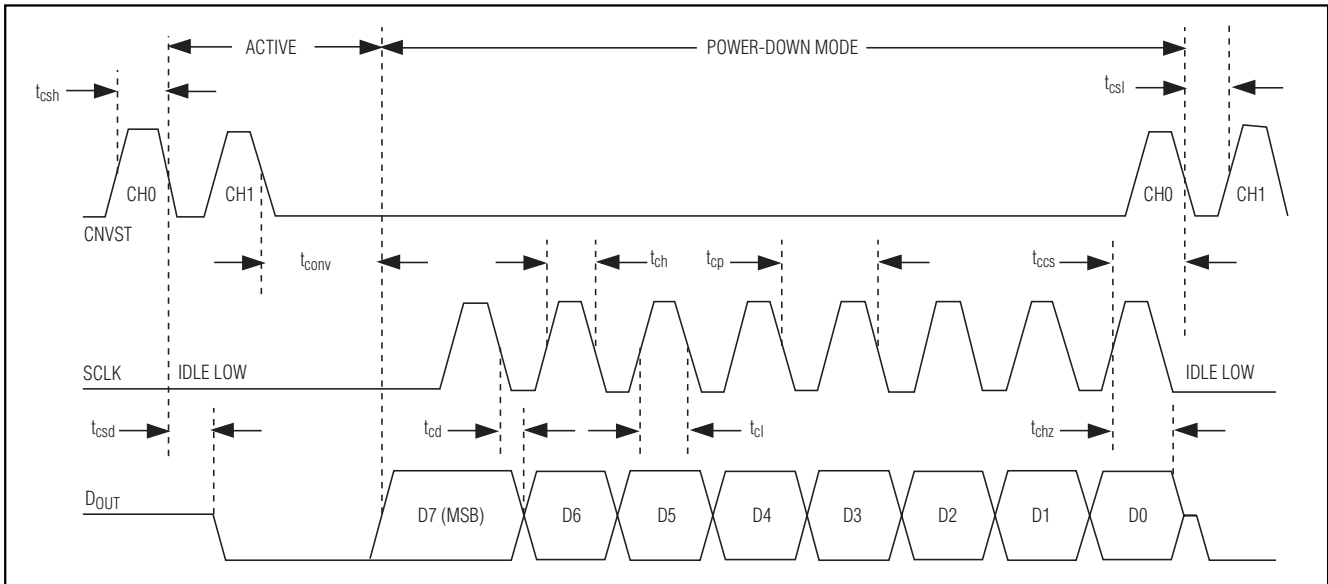 ACTIVE
POWER-DOWN MODE
tcsh
tcsl
CH0
CH1
CH0
CH1
CNVST
tconv
tch
tcp
tccs
SCLK
IDLE LOW
IDLE LOW
tcsd
tcd
tcl
tchz
DOUT
D7 (MSB)
D6
D5
D4
D3
D2
D1
D0